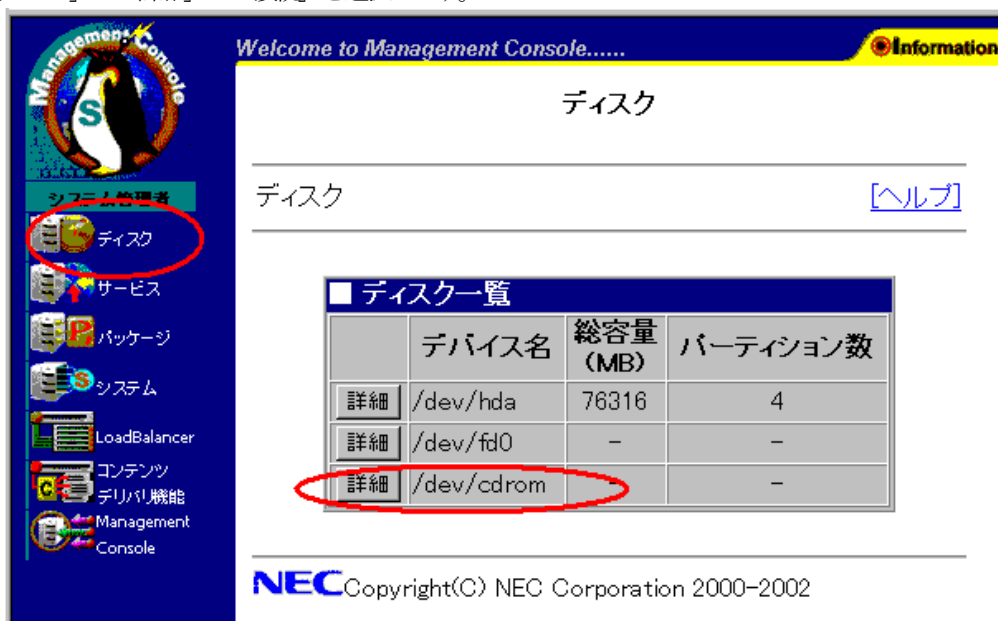 Management Console
S
システム管理者
ディスク
サービス
パッケージ
システム
LoadBalancer
コンテンツ
デリバリ機能
Management
Console
Welcome to Management Console......
Information
ディスク
ディスク
[ヘルプ]
■ ディスク一覧
デバイス名 総容量(MB) パーティション数
詳細 /dev/hda 76316 4
詳細 /dev/fd0 - -
詳細 /dev/cdrom - -
NECCopyright(C) NEC Corporation 2000-2002